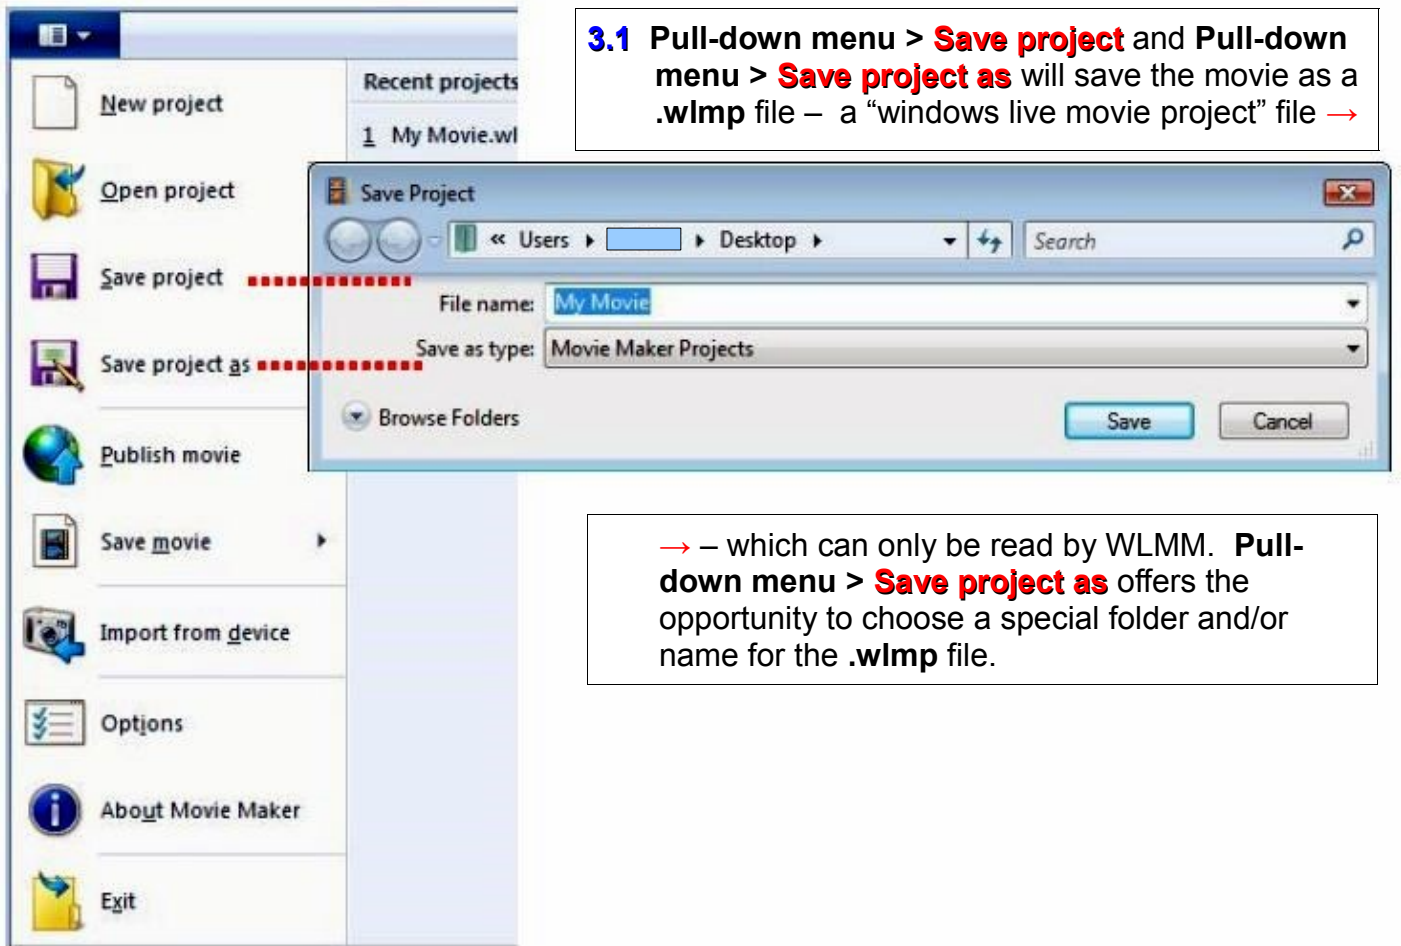 3.1 Pull-down menu > Save project and Pull-down
menu > Save project as will save the movie as a
.wlmp file – a “windows live movie project” file →
New project
Open project
Save project
Save project as
Publish movie
Save movie
Import from device
Options
About Movie Maker
Exit
Recent projects
1 My Movie.wl
Save Project
« Users ▸ ▸ Desktop ▸
Search
File name: My Movie
Save as type: Movie Maker Projects
Browse Folders
Save
Cancel
→ – which can only be read by WLMM. Pull-
down menu > Save project as offers the
opportunity to choose a special folder and/or
name for the .wlmp file.